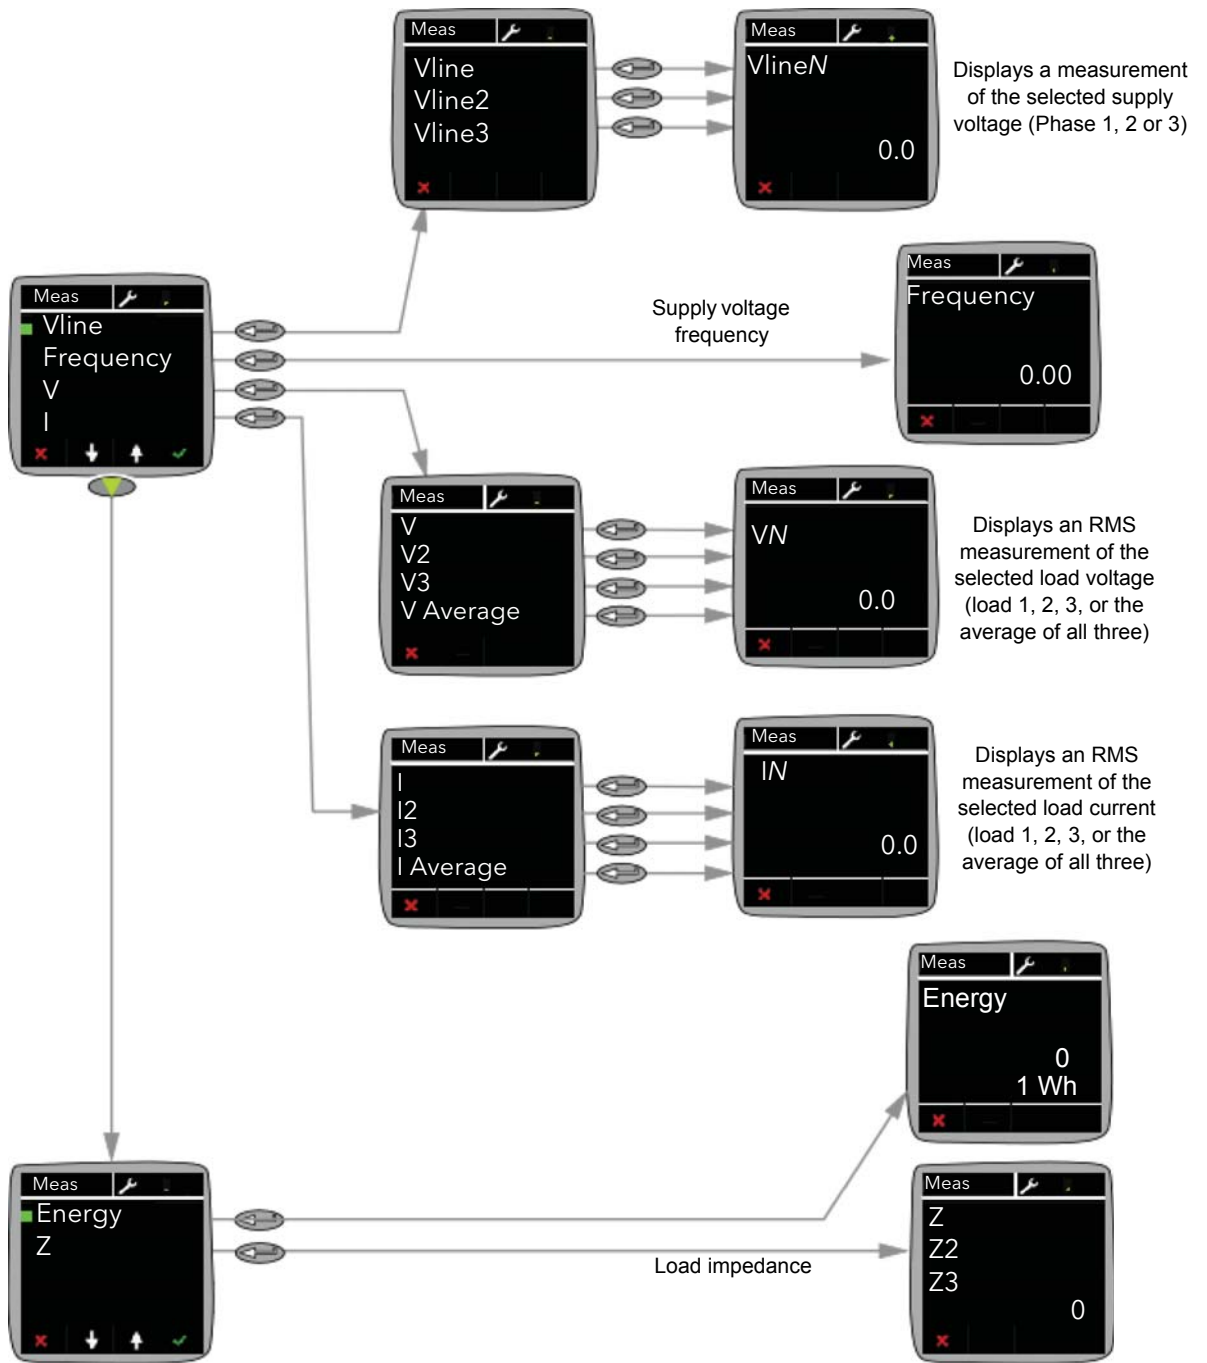 Meas
Vline
Vline2
Vline3
Meas
VlineN
0.0
Displays a measurement
of the selected supply
voltage (Phase 1, 2 or 3)
Meas
Vline
Frequency
V
I
Supply voltage
frequency
Meas
Frequency
0.00
Meas
V
V2
V3
V Average
Meas
VN
0.0
Displays an RMS
measurement of the
selected load voltage
(load 1, 2, 3, or the
average of all three)
Meas
I
I2
I3
I Average
Meas
IN
0.0
Displays an RMS
measurement of the
selected load current
(load 1, 2, 3, or the
average of all three)
Meas
Energy
0
1 Wh
Meas
Energy
Z
Load impedance
Meas
Z
Z2
Z3
0